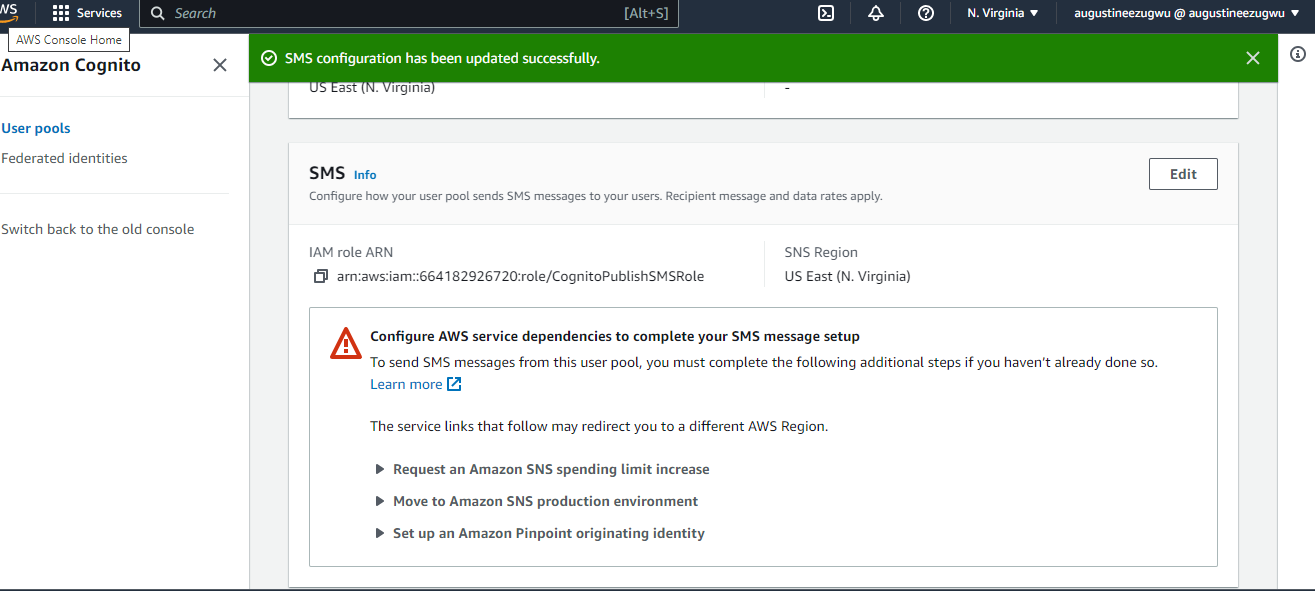 Services
Search
[Alt+S]
N. Virginia
augustineezugwu @ augustineezugwu
AWS Console Home
Amazon Cognito
User pools
Federated identities
Switch back to the old console
SMS configuration has been updated successfully.
US East (N. Virginia)
-
SMS Info
Edit
Configure how your user pool sends SMS messages to your users. Recipient message and data rates apply.
IAM role ARN
arn:aws:iam::664182926720:role/CognitoPublishSMSRole
SNS Region
US East (N. Virginia)
Configure AWS service dependencies to complete your SMS message setup
To send SMS messages from this user pool, you must complete the following additional steps if you haven't already done so.
Learn more
The service links that follow may redirect you to a different AWS Region.
Request an Amazon SNS spending limit increase
Move to Amazon SNS production environment
Set up an Amazon Pinpoint originating identity